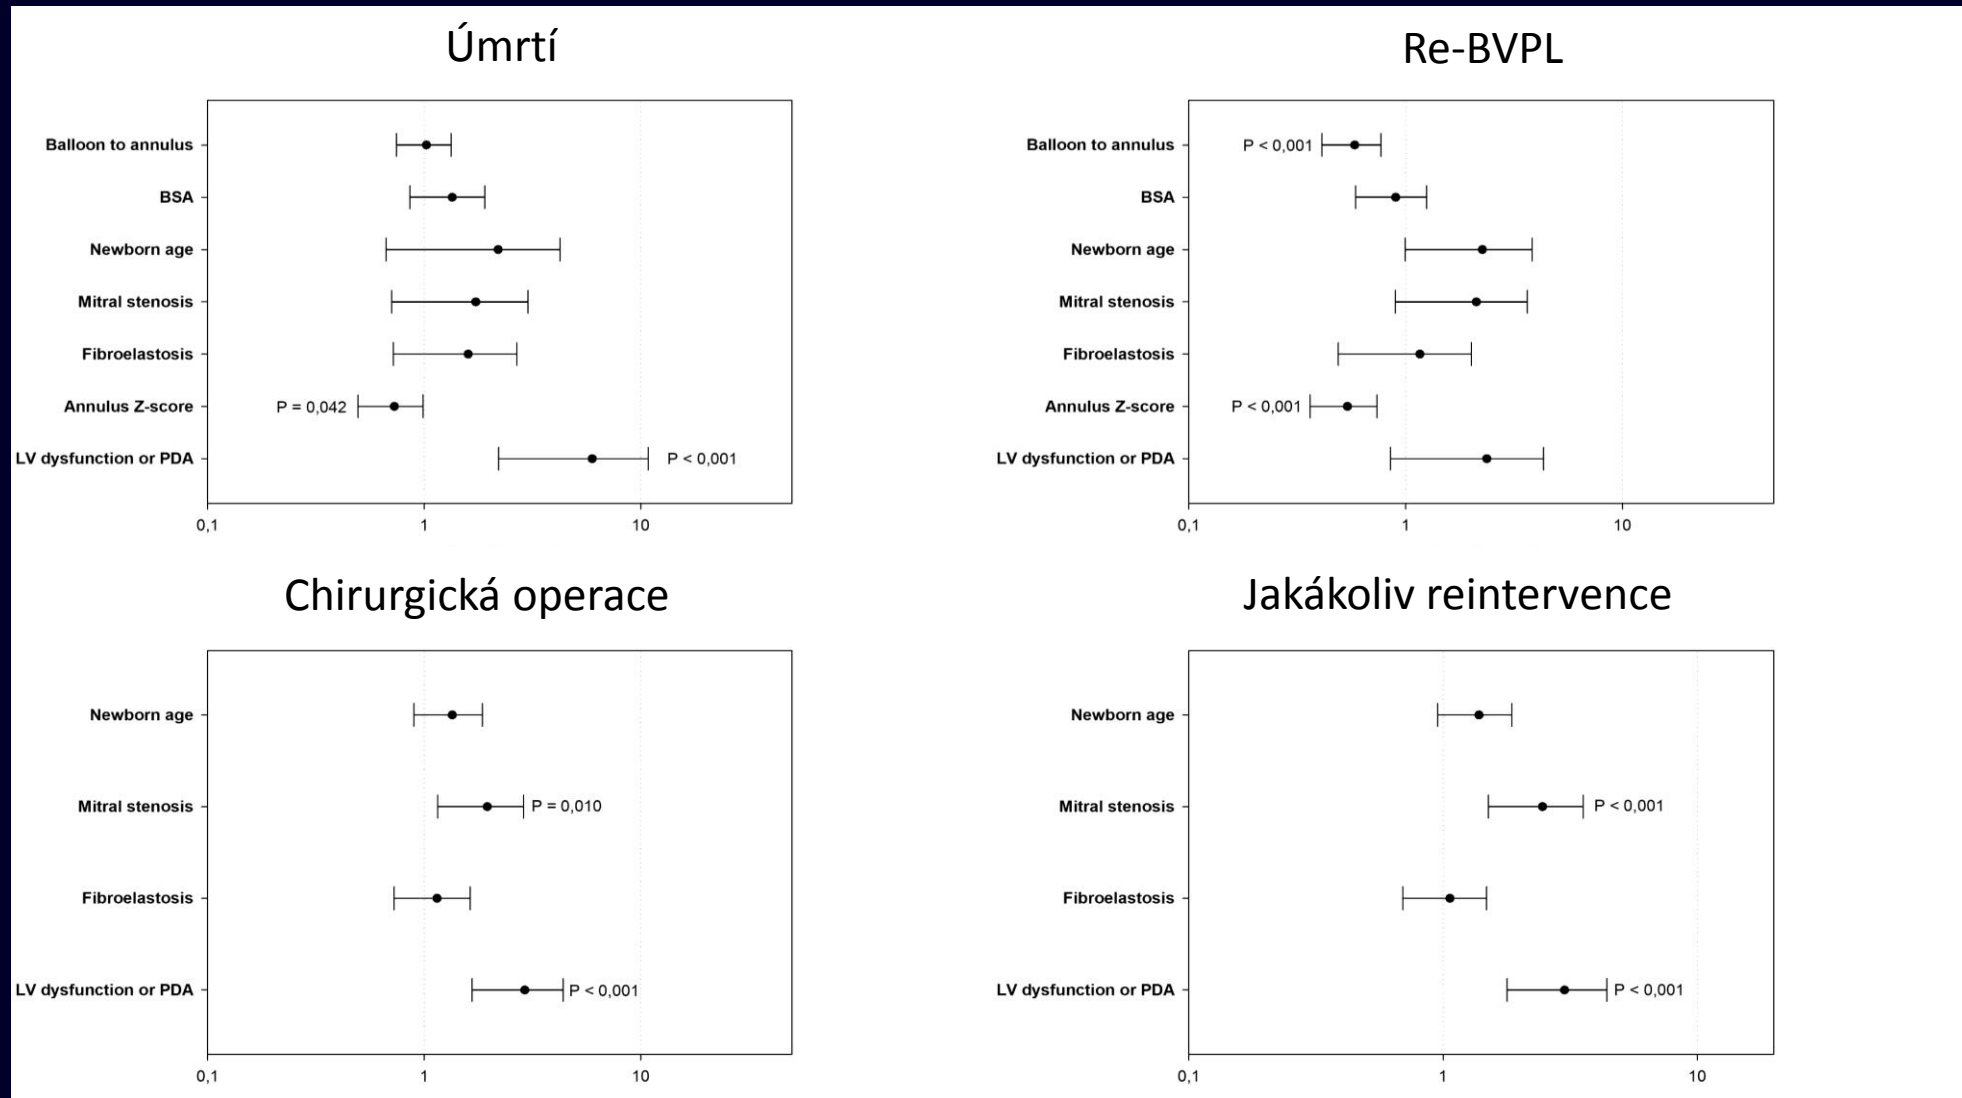 Úmrtí
Balloon to annulus
BSA
Newborn age
Mitral stenosis
Fibroelastosis
Annulus Z-score
P = 0,042
LV dysfunction or PDA
P < 0,001
0,1 1 10
Re-BVPL
Balloon to annulus
P < 0,001
BSA
Newborn age
Mitral stenosis
Fibroelastosis
Annulus Z-score
P < 0,001
LV dysfunction or PDA
0,1 1 10
Chirurgická operace
Newborn age
Mitral stenosis
P = 0,010
Fibroelastosis
LV dysfunction or PDA
P < 0,001
0,1 1 10
Jakákoliv reintervence
Newborn age
Mitral stenosis
P < 0,001
Fibroelastosis
LV dysfunction or PDA
P < 0,001
0,1 1 10